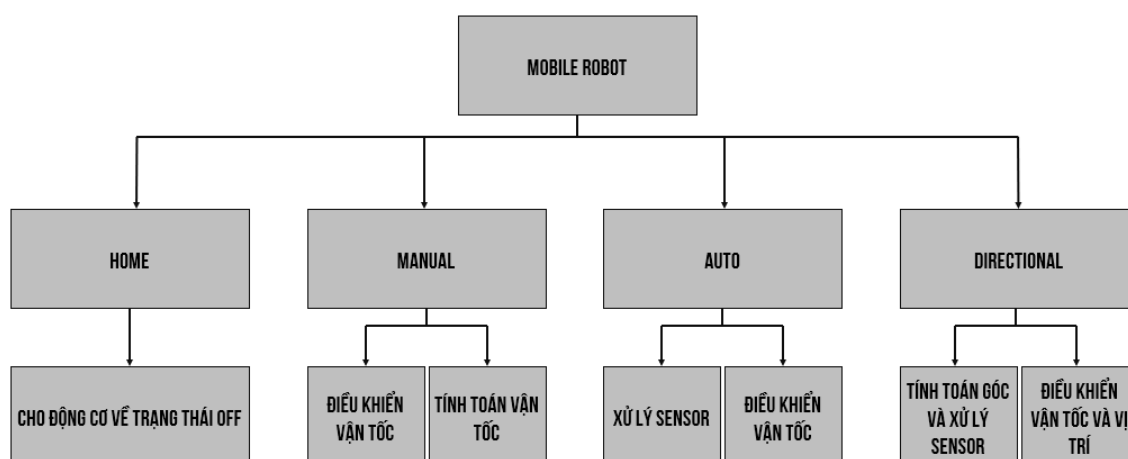 MOBILE ROBOT
HOME
MANUAL
AUTO
DIRECTIONAL
CHO ĐỘNG CƠ VỀ TRẠNG THÁI OFF
ĐIỀU KHIỂN
VẬN TỐC
TÍNH TOÁN VẬN
TỐC
XỬ LÝ SENSOR
ĐIỀU KHIỂN
VẬN TỐC
TÍNH TOÁN GÓC
VÀ XỬ LÝ
SENSOR
ĐIỀU KHIỂN
VẬN TỐC VÀ VỊ
TRÍ